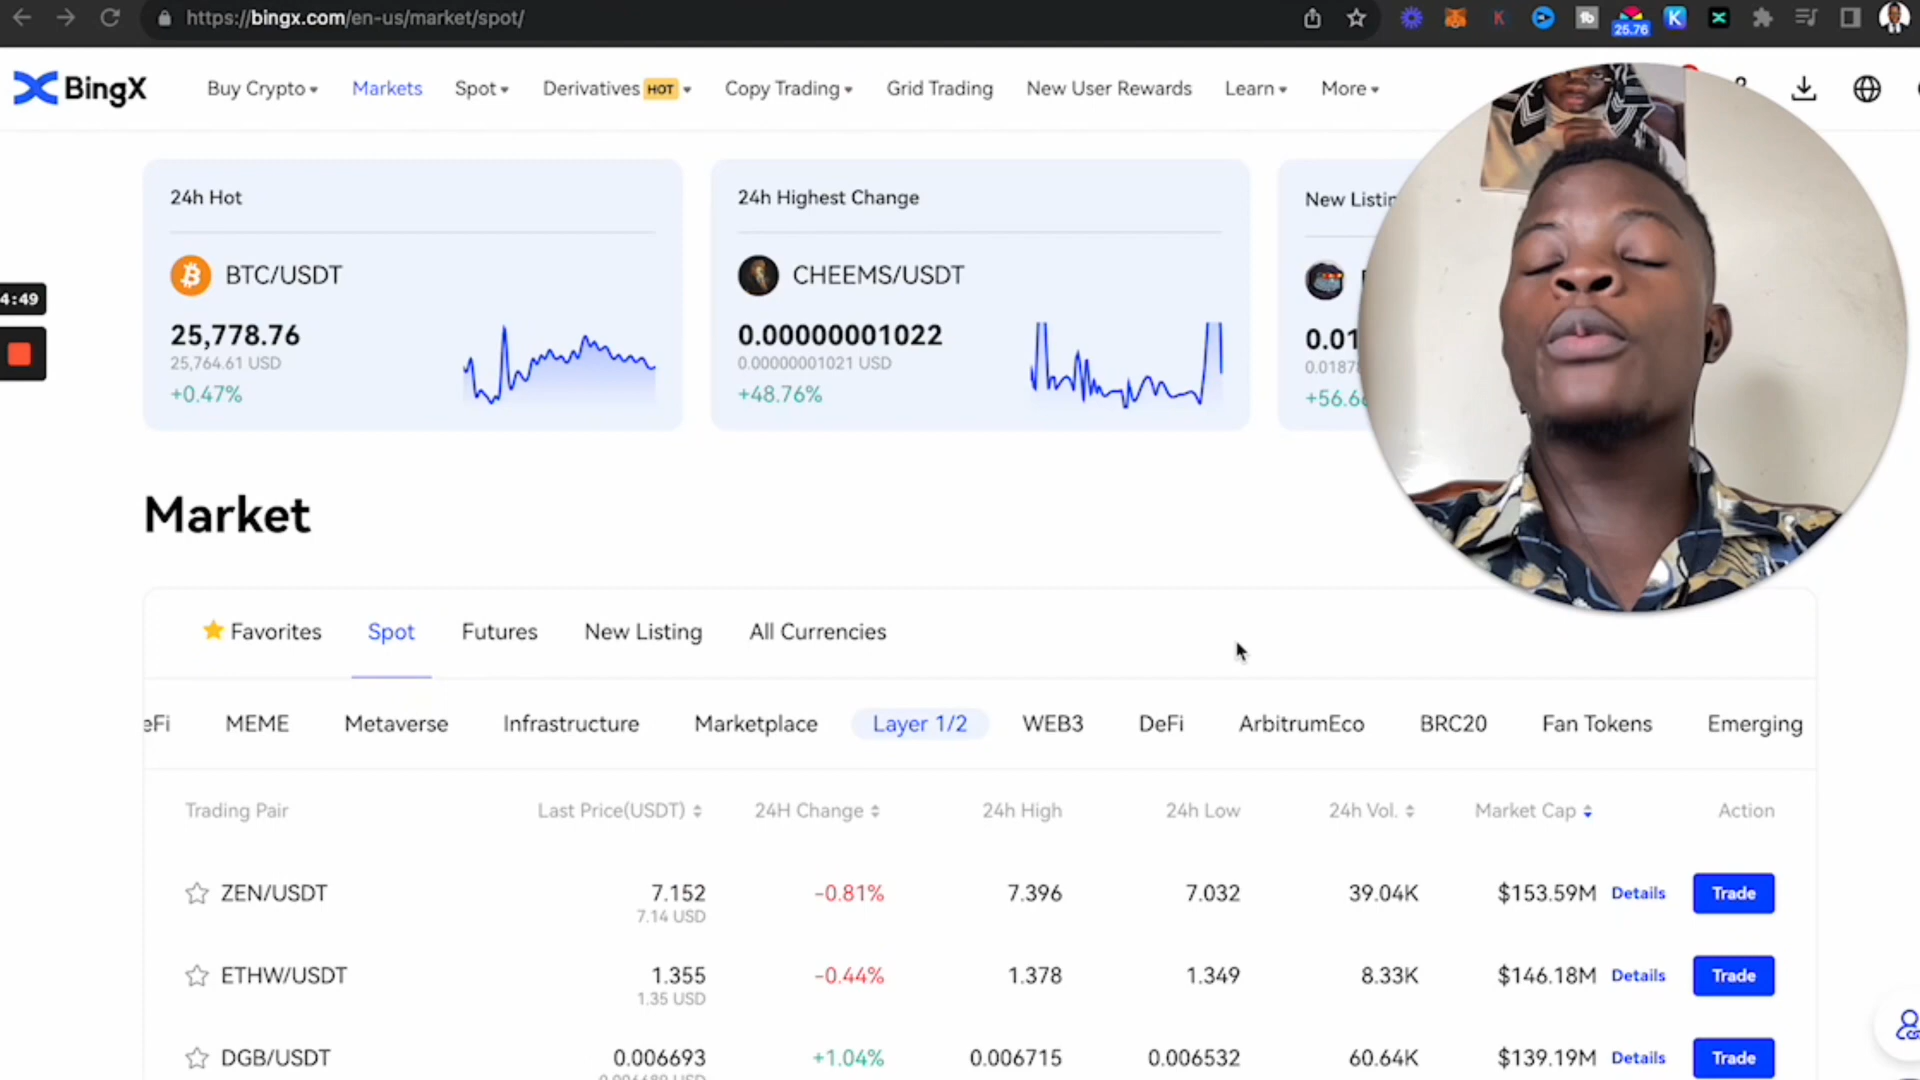 https://bingx.com/en-us/market/spot/
25.76
BingX
Buy Crypto
Markets
Spot
Derivatives HOT
Copy Trading
Grid Trading
New User Rewards
Learn
More
24h Hot
BTC/USDT
25,778.76
25,764.61 USD
+0.47%
24h Highest Change
CHEEMS/USDT
0.00000001022
0.00000001021 USD
+48.76%
4:49
Market
Favorites
Spot
Futures
New Listing
All Currencies
MEME
Metaverse
Infrastructure
Marketplace
Layer 1/2
WEB3
DeFi
ArbitrumEco
BRC20
Fan Tokens
Emerging
Trading Pair Last Price(USDT) 24H Change 24h High 24h Low 24h Vol. Market Cap Action
ZEN/USDT 7.152 -0.81% 7.396 7.032 39.04K $153.59M Details Trade
7.14 USD
ETHW/USDT 1.355 -0.44% 1.378 1.349 8.33K $146.18M Details Trade
1.35 USD
DGB/USDT 0.006693 +1.04% 0.006715 0.006532 60.64K $139.19M Details Trade